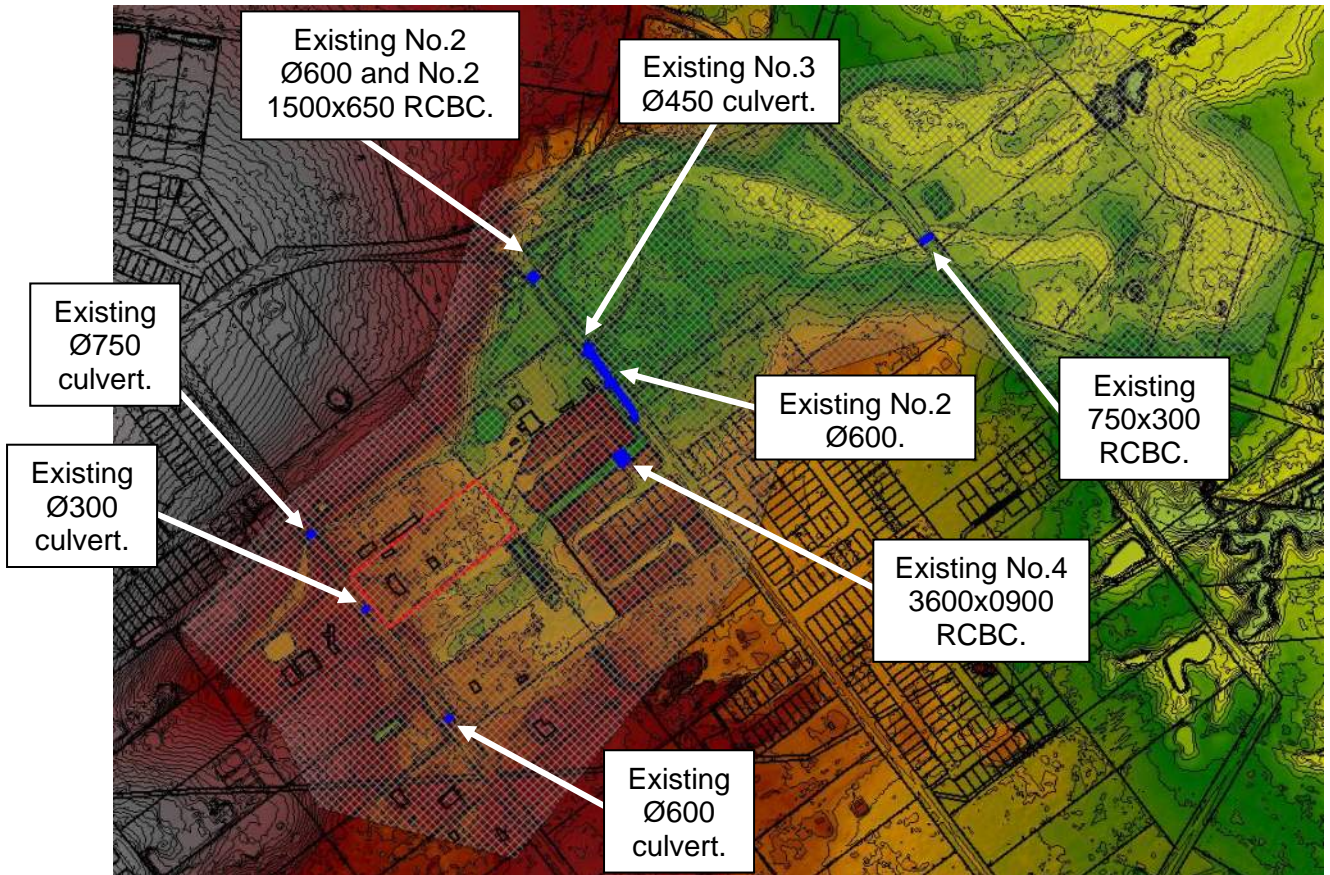 Existing No.2
Ø600 and No.2
1500x650 RCBC.
Existing No.3
Ø450 culvert.
Existing
Ø750
culvert.
Existing
Ø300
culvert.
Existing No.2
Ø600.
Existing
750x300
RCBC.
Existing No.4
3600x0900
RCBC.
Existing
Ø600
culvert.